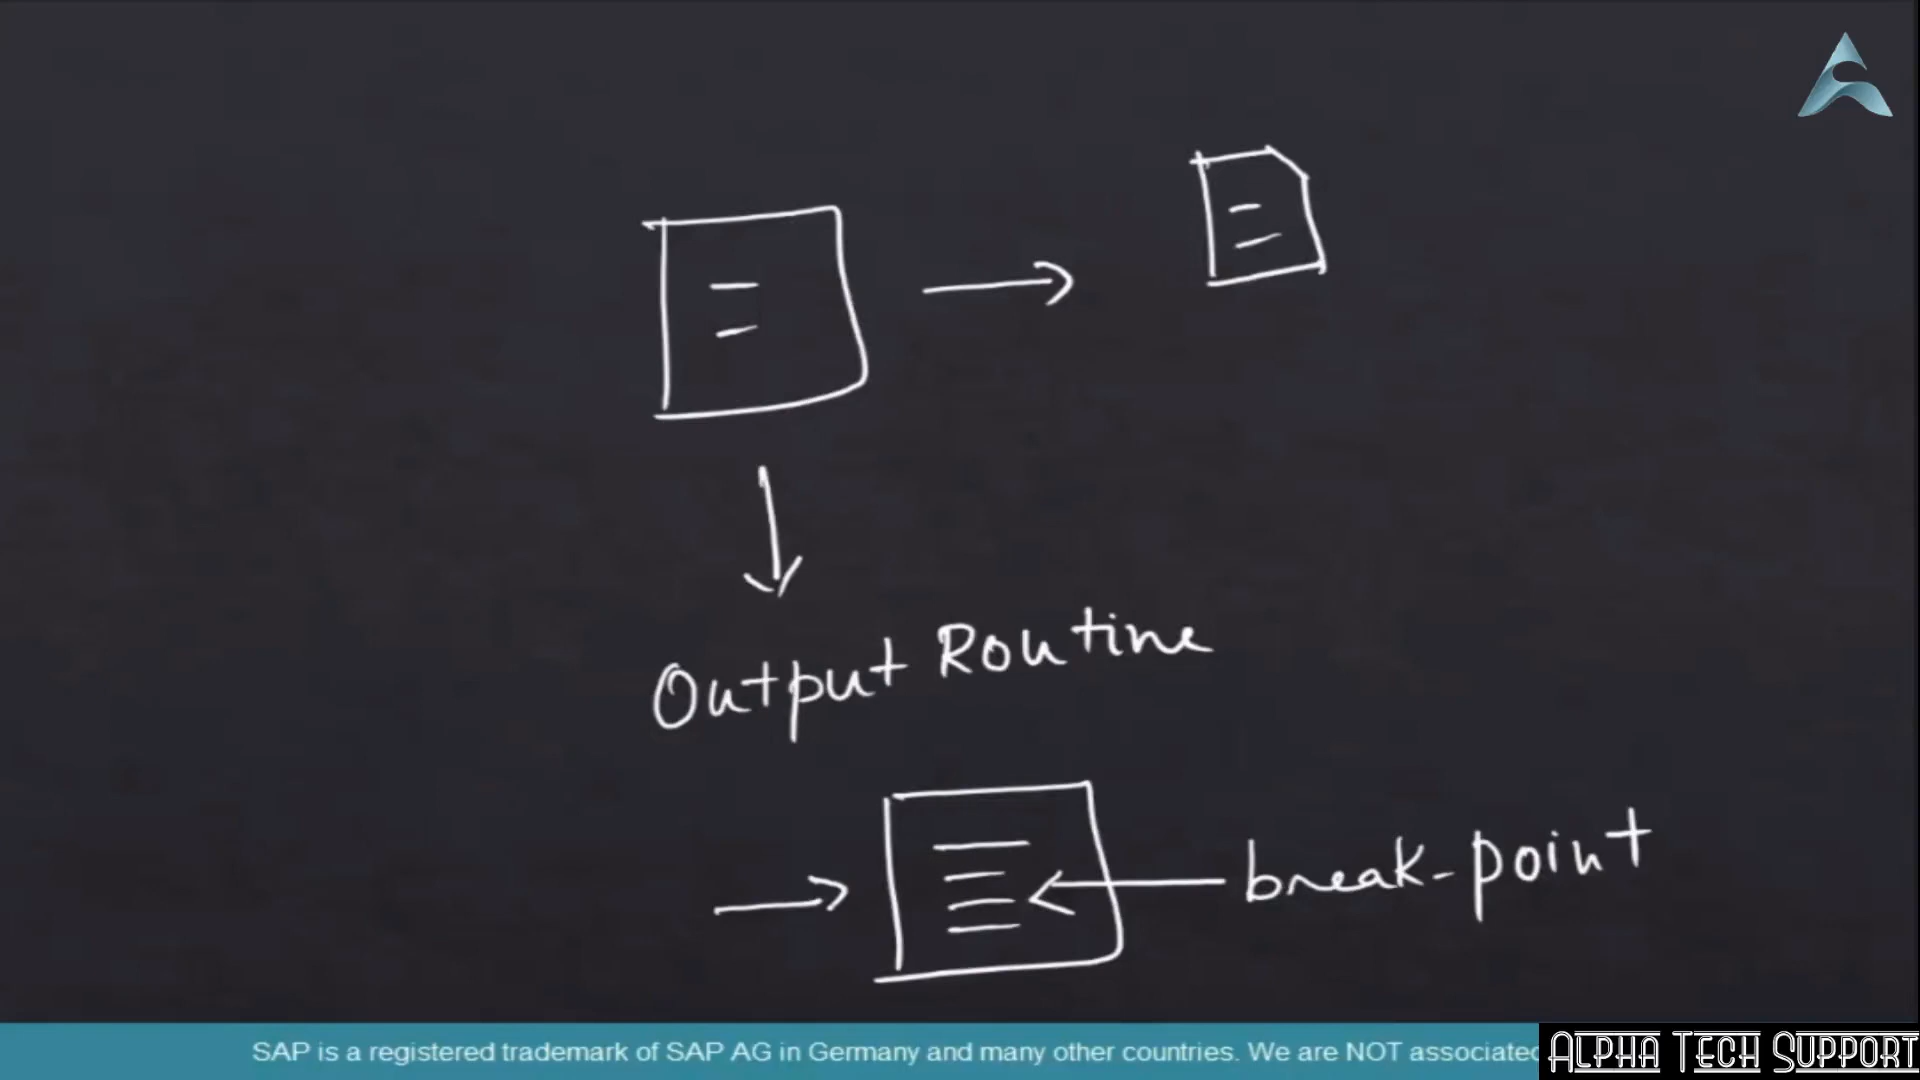 Output Routine
break-point
SAP is a registered trademark of SAP AG in Germany and many other countries. We are NOT associated
ALPHA TECH SUPPORT